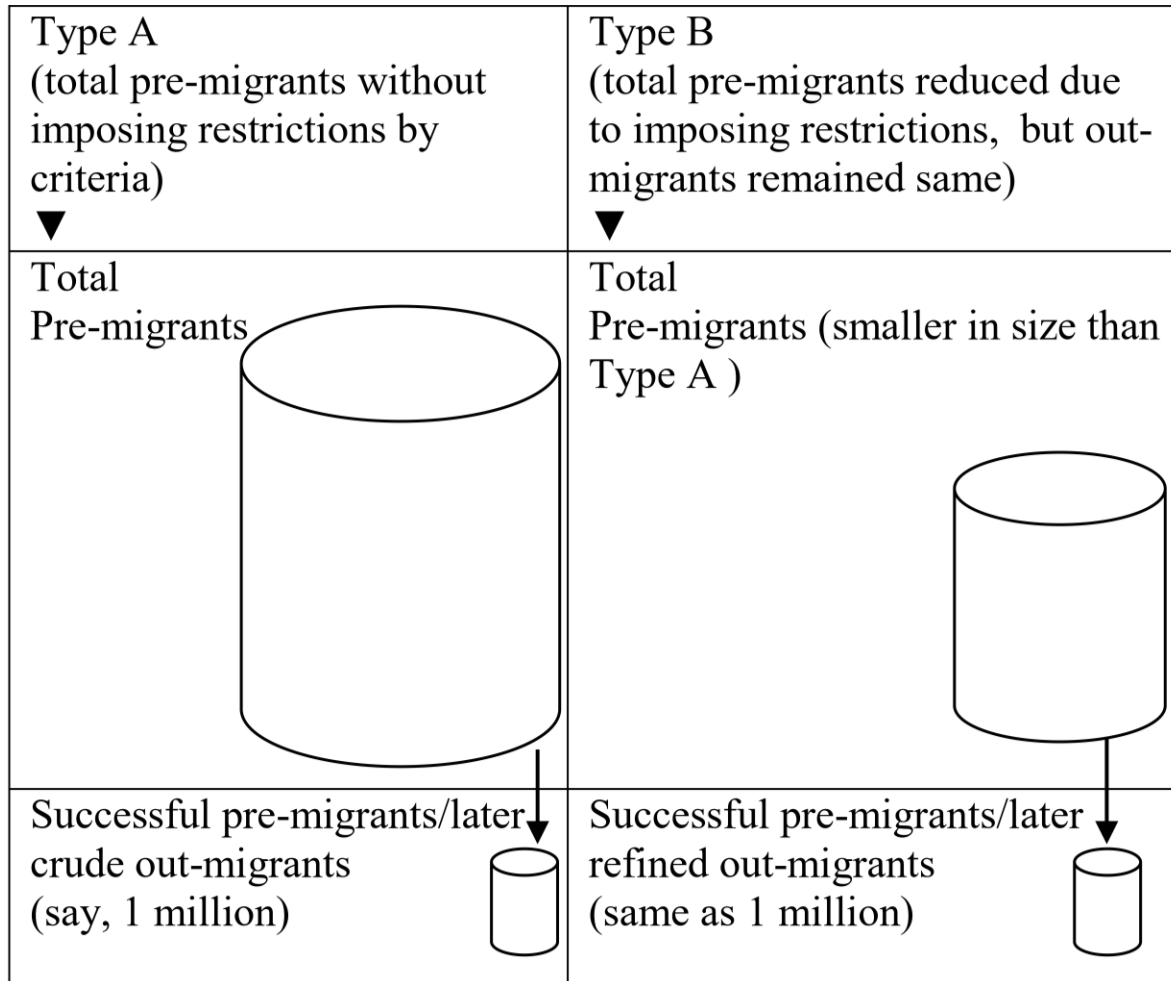 Type A
(total pre-migrants without
imposing restrictions by
criteria)
Type B
(total pre-migrants reduced due
to imposing restrictions, but out-
migrants remained same)
Total
Pre-migrants
Total
Pre-migrants (smaller in size than
Type A )
Successful pre-migrants/later
crude out-migrants
(say, 1 million)
Successful pre-migrants/later
refined out-migrants
(same as 1 million)